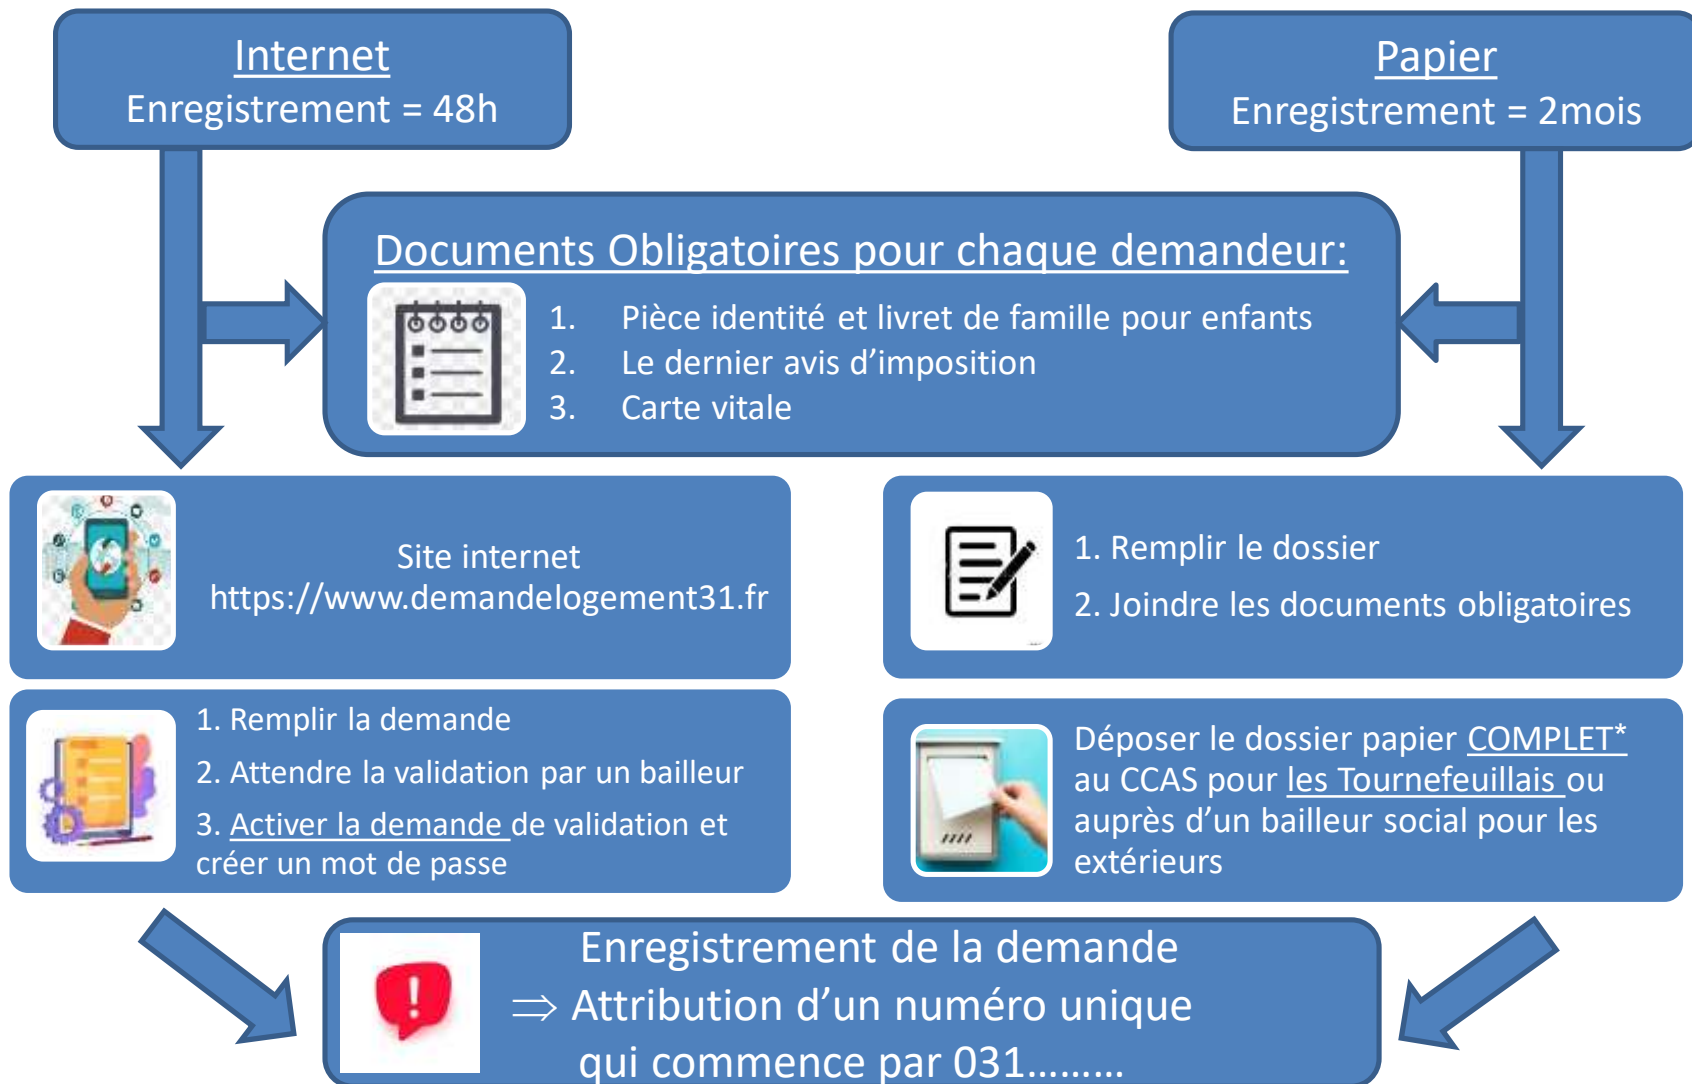 Internet
Enregistrement = 48h
Papier
Enregistrement = 2mois
Documents Obligatoires pour chaque demandeur:
1. Pièce identité et livret de famille pour enfants
2. Le dernier avis d’imposition
3. Carte vitale
Site internet
https://www.demandelogement31.fr
1. Remplir la demande
2. Attendre la validation par un bailleur
3. Activer la demande de validation et
créer un mot de passe
1. Remplir le dossier
2. Joindre les documents obligatoires
Déposer le dossier papier COMPLET*
au CCAS pour les Tournefeuillais ou
auprès d’un bailleur social pour les
extérieurs
Enregistrement de la demande
⇒ Attribution d’un numéro unique
qui commence par 031………